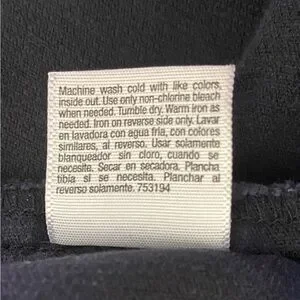 Machine wash cold with like colors,
inside out. Use only non-chlorine bleach
when needed. Tumble dry. Warm iron as
needed. Iron on reverse side only. Lavar
en lavadora con agua fria, con colores
similares, al reverso. Usar solamente
blanqueador sin cloro, cuando se
necesite. Secar en secadora. Plancha
tibia si se necesita. Planchar al
reverso solamente. 753194